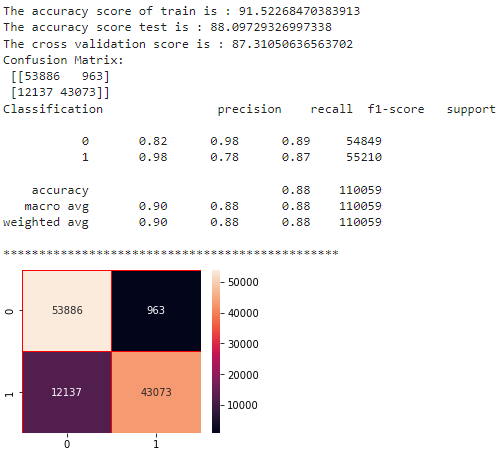 The accuracy score of train is : 91.52268470383913
The accuracy score test is : 88.09729326997338
The cross validation score is : 87.31050636563702
Confusion Matrix:
[[53886 963]
[12137 43073]]
Classification precision recall f1-score support
0 0.82 0.98 0.89 54849
1 0.98 0.78 0.87 55210
accuracy 0.88 110059
macro avg 0.90 0.88 0.88 110059
weighted avg 0.90 0.88 0.88 110059
***********************************************
50000
0 53886 963
40000
30000
20000
1 12137 43073
10000
0 1